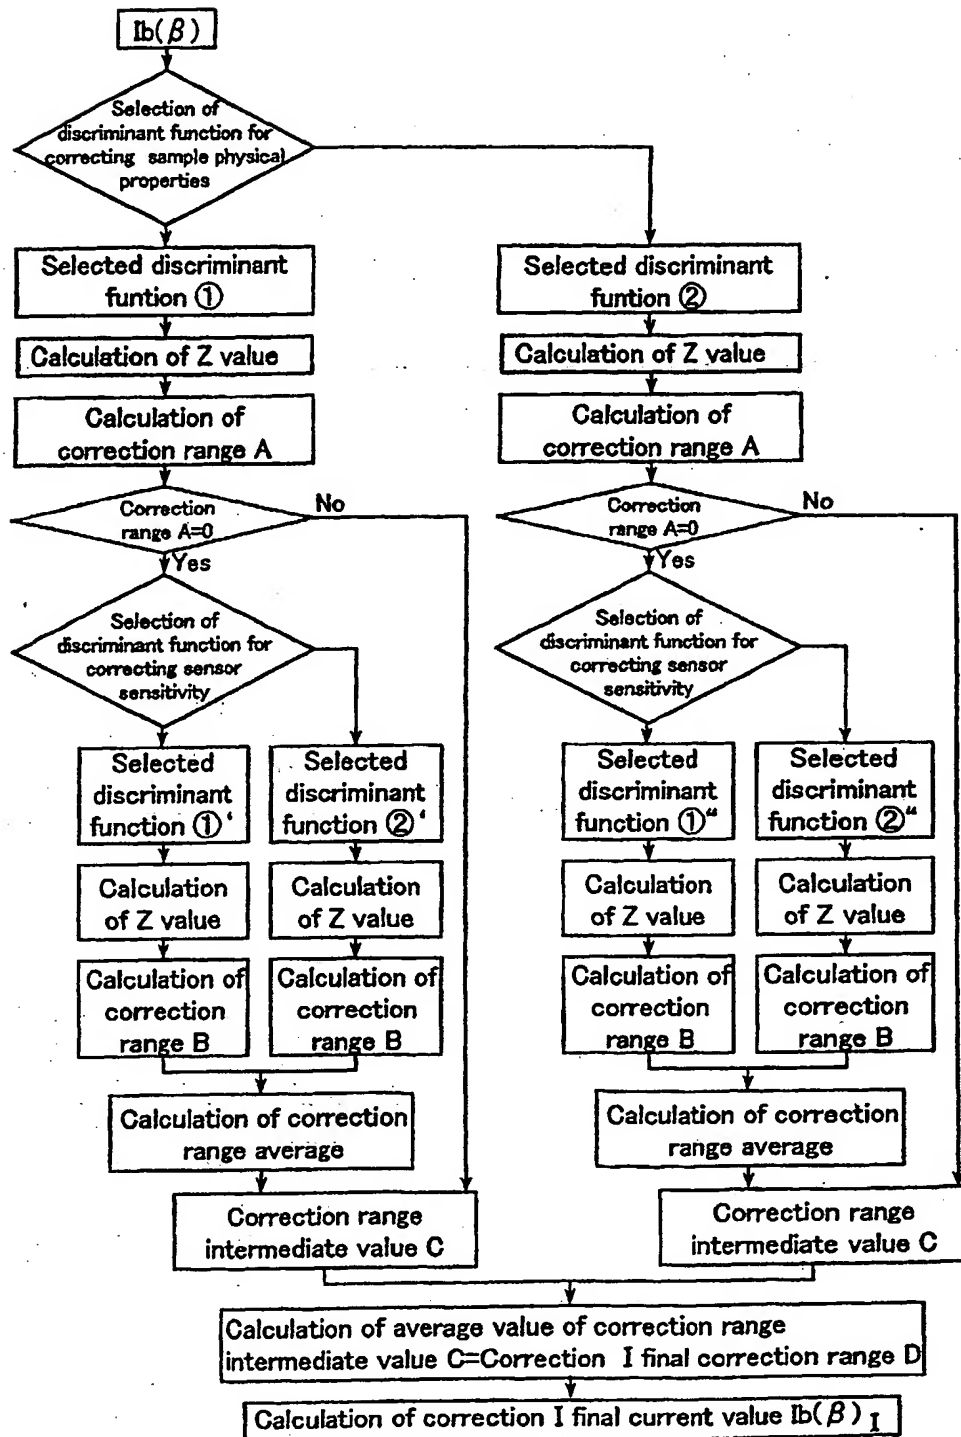 Ib(β)
Selection of
discriminant function for
correcting sample physical
properties
Selected discriminant
funtion ①
Calculation of Z value
Calculation of
correction range A
Correction
range A=0
No
Yes
Selection of
discriminant function for
correcting sensor
sensitivity
Selected
discriminant
function ①‘
Calculation
of Z value
Calculation of
correction
range B
Selected
discriminant
function ②‘
Calculation
of Z value
Calculation of
correction
range B
Calculation of correction
range average
Correction range
intermediate value C
Selected discriminant
funtion ②
Calculation of Z value
Calculation of
correction range A
Correction
range A=0
No
Yes
Selection of
discriminant function for
correcting sensor
sensitivity
Selected
discriminant
function ①“
Calculation
of Z value
Calculation of
correction
range B
Selected
discriminant
function ②“
Calculation
of Z value
Calculation of
correction
range B
Calculation of correction
range average
Correction range
intermediate value C
Calculation of average value of correction range
intermediate value C=Correction I final correction range D
Calculation of correction I final current value Ib(β) I